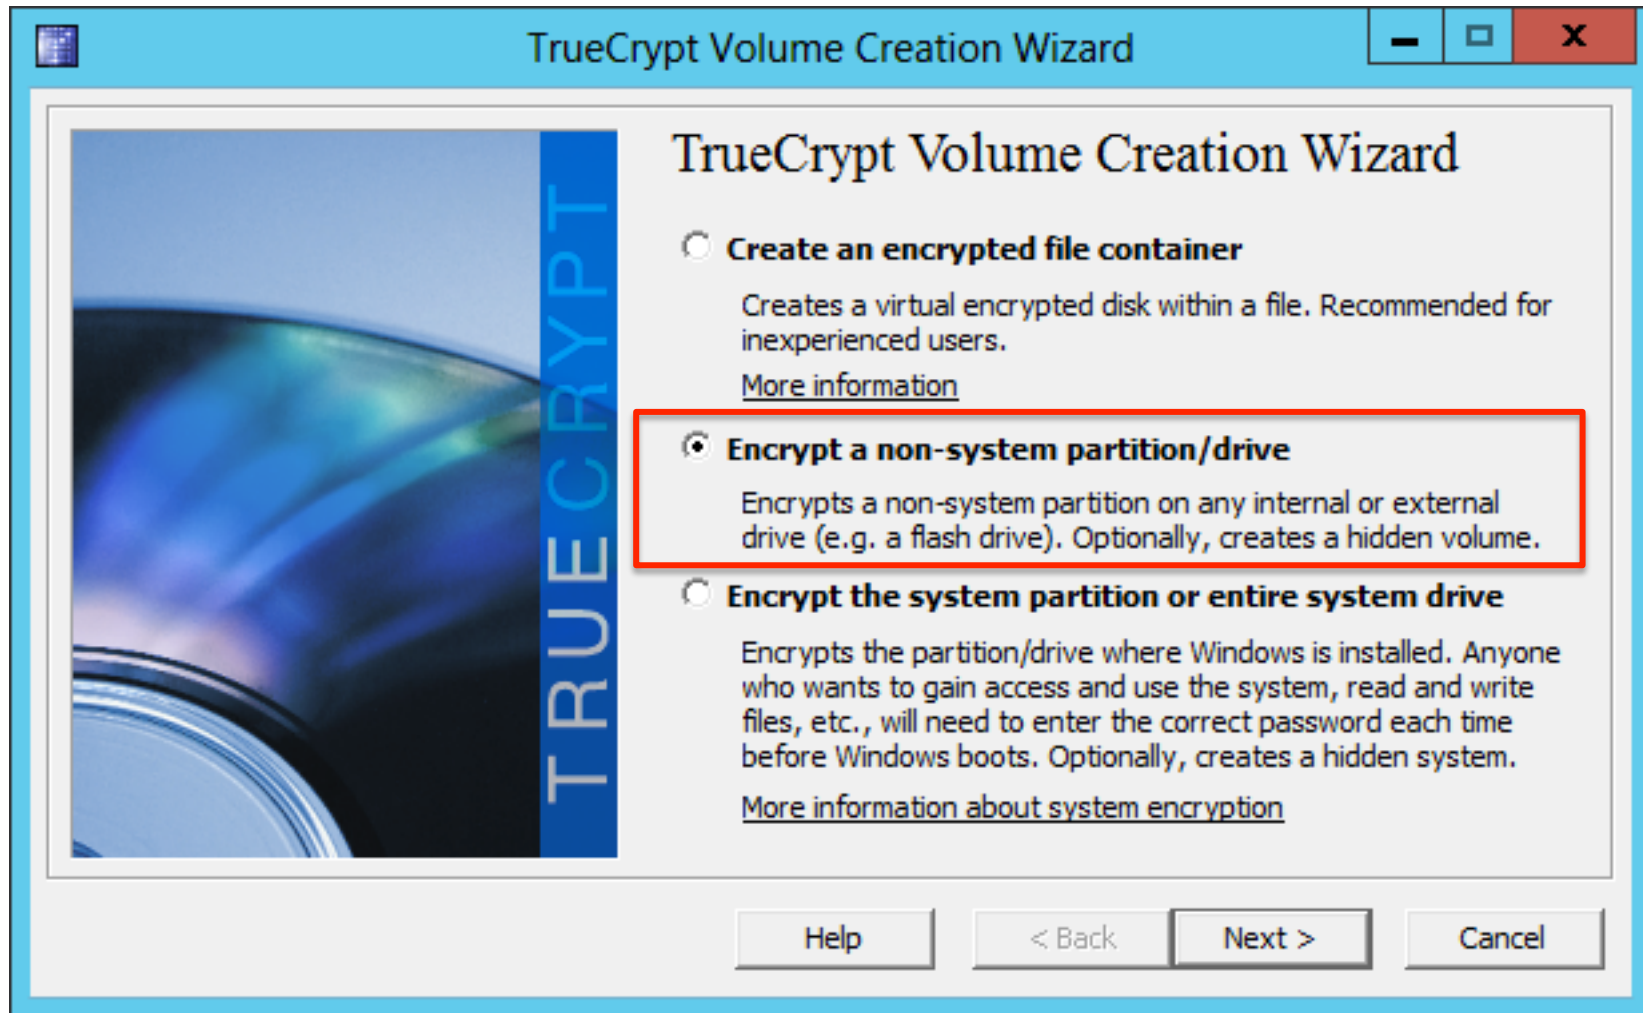 TrueCrypt Volume Creation Wizard
TRUECRYPT
TrueCrypt Volume Creation Wizard
Create an encrypted file container
Creates a virtual encrypted disk within a file. Recommended for
inexperienced users.
More information
Encrypt a non-system partition/drive
Encrypts a non-system partition on any internal or external
drive (e.g. a flash drive). Optionally, creates a hidden volume.
Encrypt the system partition or entire system drive
Encrypts the partition/drive where Windows is installed. Anyone
who wants to gain access and use the system, read and write
files, etc., will need to enter the correct password each time
before Windows boots. Optionally, creates a hidden system.
More information about system encryption
Help
< Back
Next >
Cancel